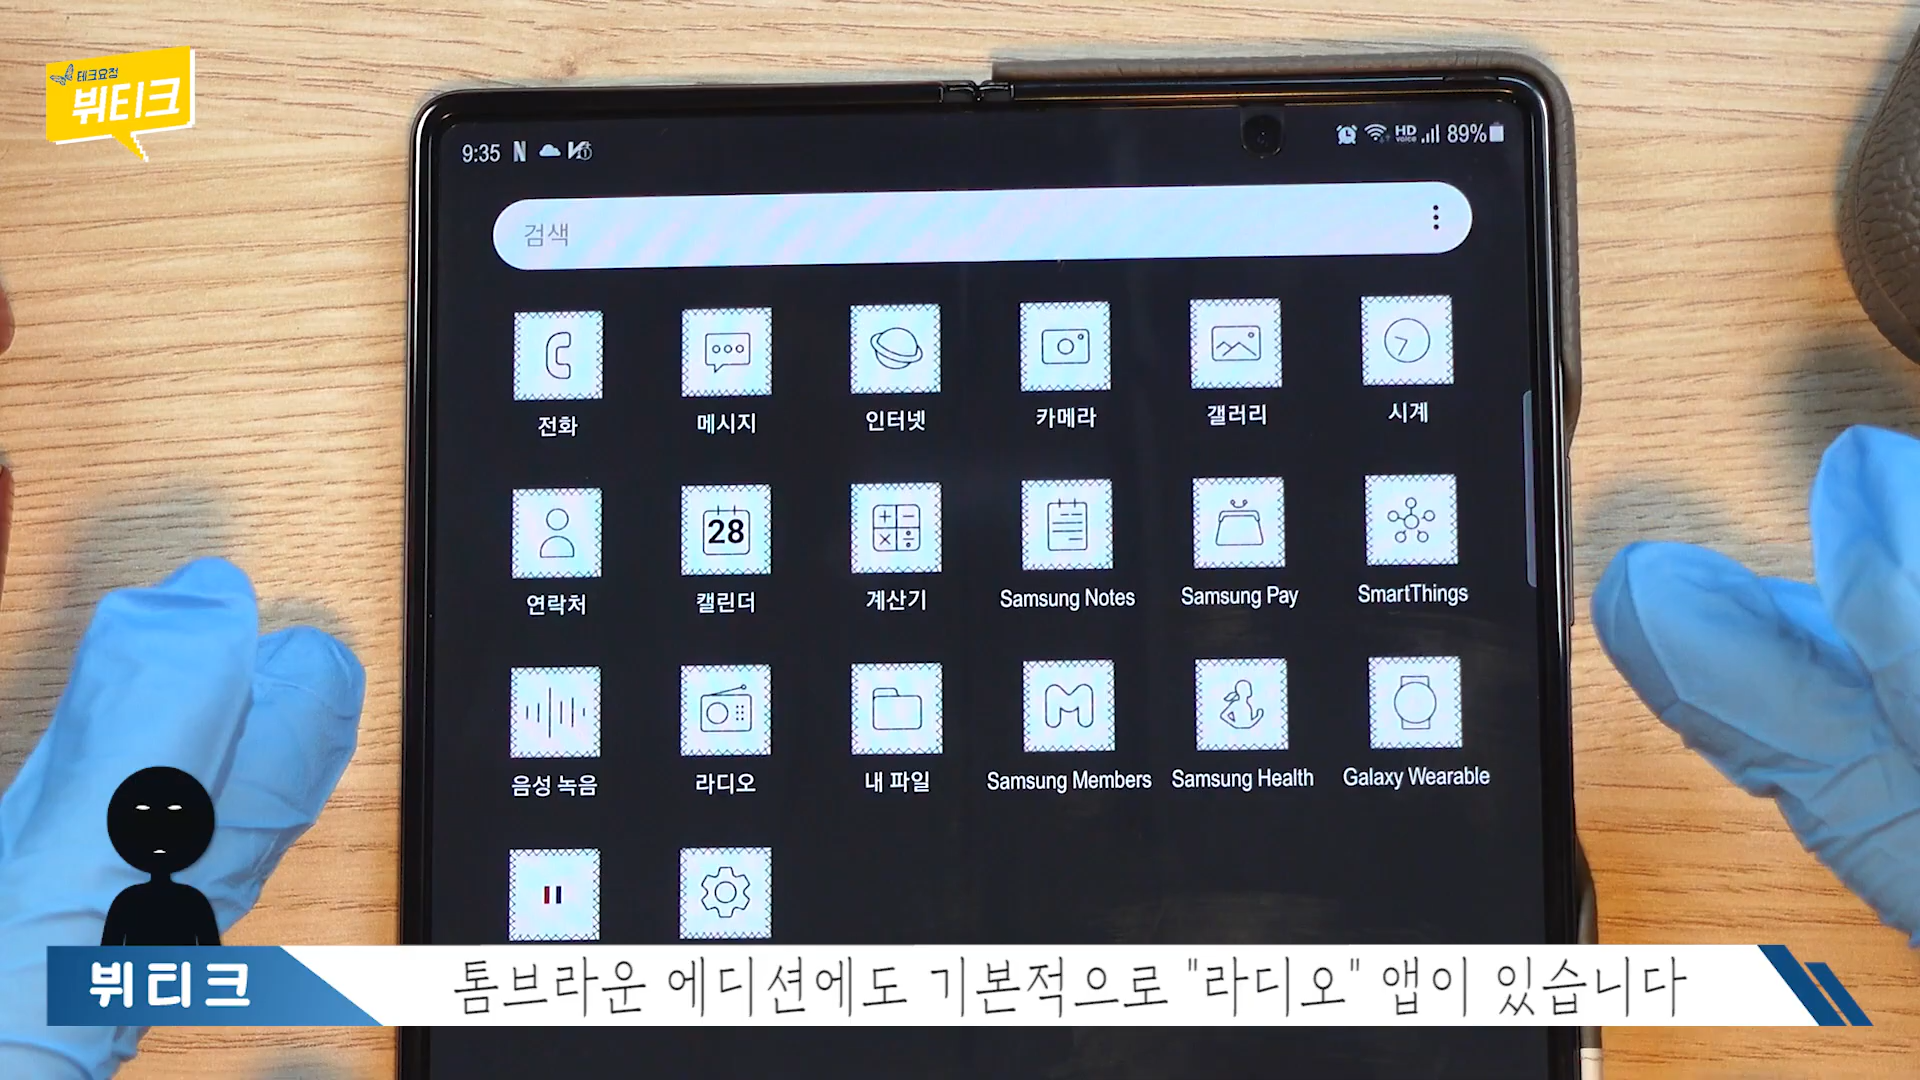 테크요정
뷔티크
9:35 N
HD voice 89%
검색
전화 메시지 인터넷 카메라 갤러리 시계
28
연락처 캘린더 계산기 Samsung Notes Samsung Pay SmartThings
음성 녹음 라디오 내 파일 Samsung Members Samsung Health Galaxy Wearable
뷔티크
톰브라운 에디션에도 기본적으로 "라디오" 앱이 있습니다